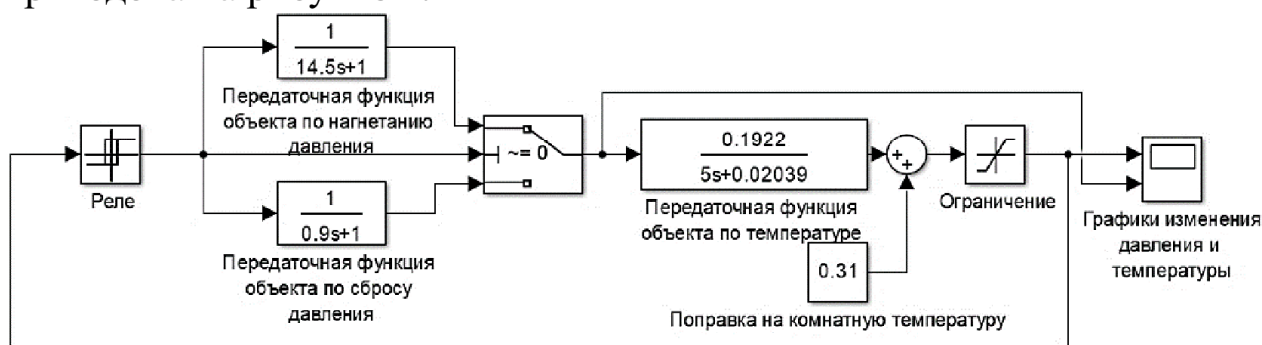 1
14.5s+1
Передаточная функция
объекта по нагнетанию
давления
Реле
~= 0
1
0.9s+1
Передаточная функция
объекта по сбросу
давления
0.1922
5s+0.02039
Передаточная функция
объекта по температуре
+
+
0.31
Поправка на комнатную температуру
Ограничение
Графики изменения
давления и
температуры